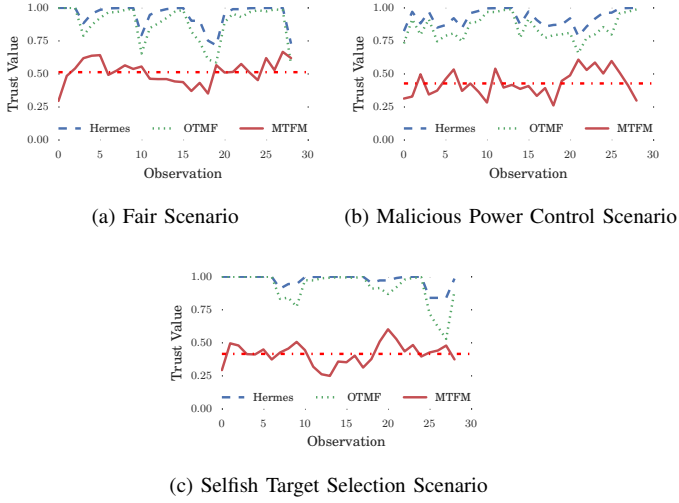 1.00
0.75
0.50
0.25
0.00
Trust Value
Hermes OTMF MTFM
0 5 10 15 20 25 30
Observation
(a) Fair Scenario
1.00
0.75
0.50
0.25
0.00
Trust Value
Hermes OTMF MTFM
0 5 10 15 20 25 30
Observation
(b) Malicious Power Control Scenario
1.00
0.75
0.50
0.25
0.00
Trust Value
Hermes OTMF MTFM
0 5 10 15 20 25 30
Observation
(c) Selfish Target Selection Scenario